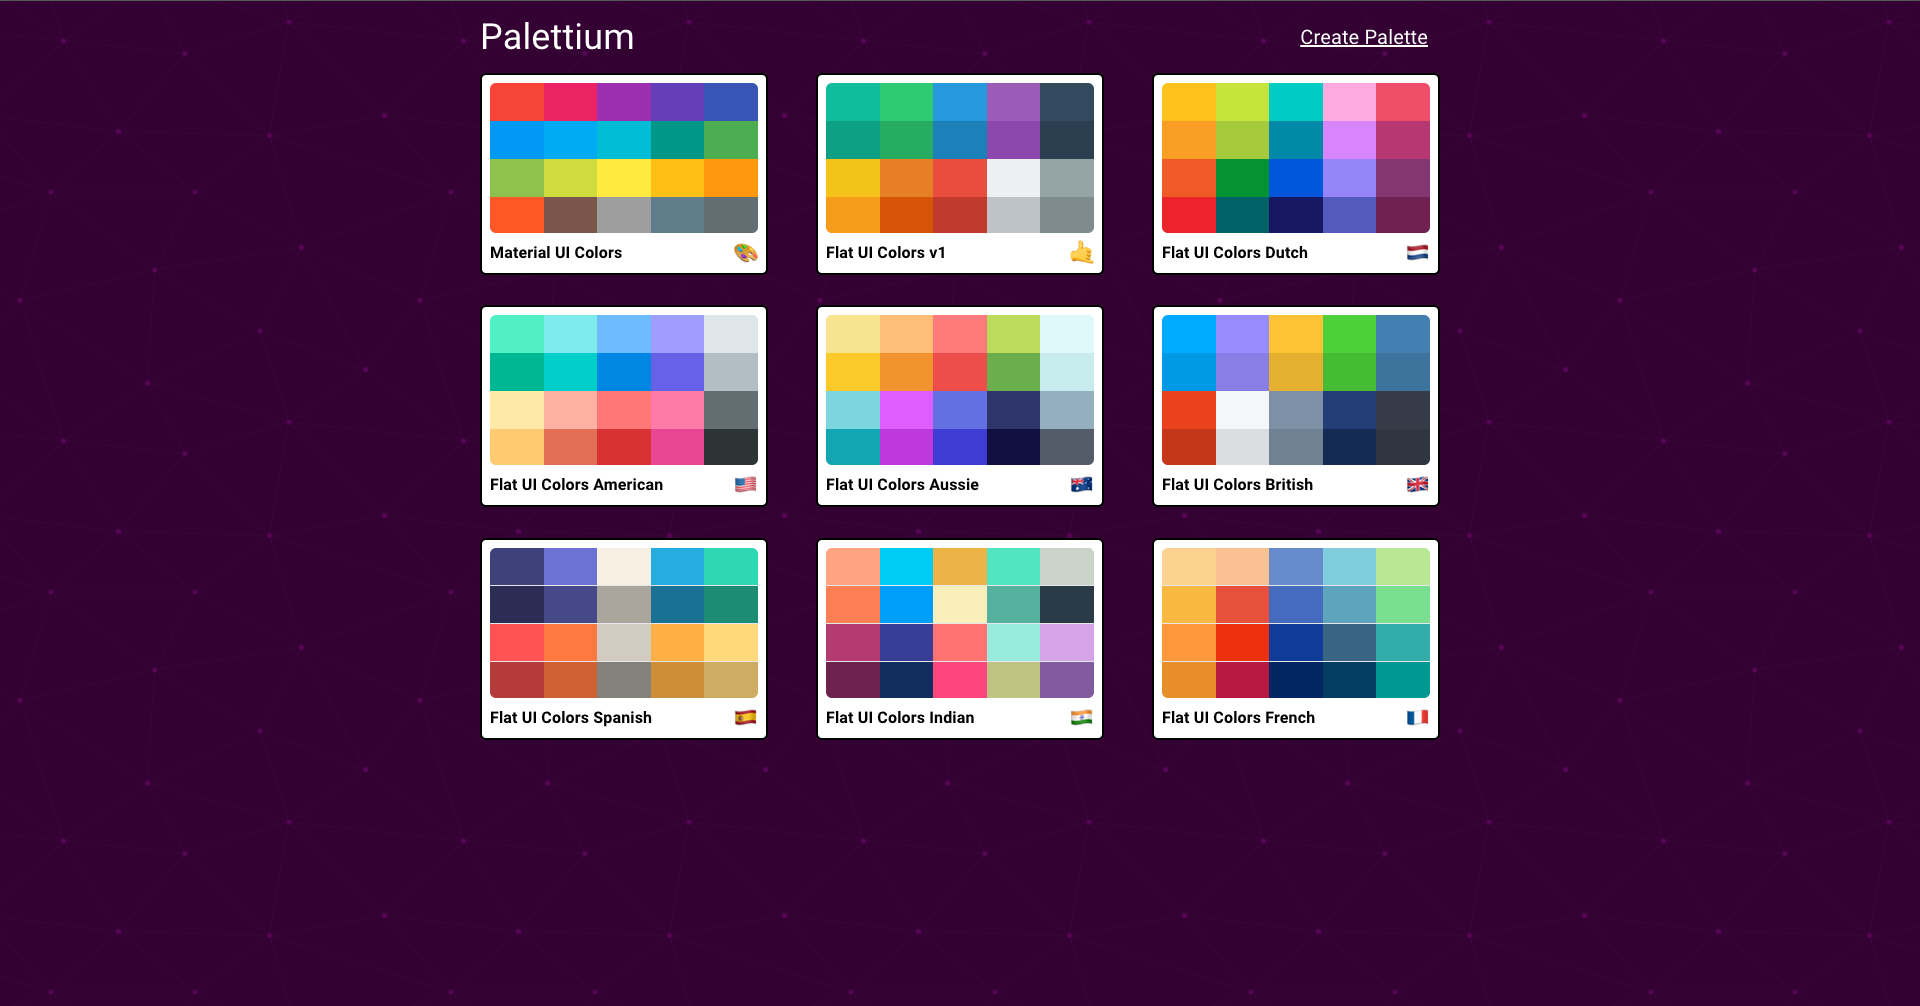 Palettium
Create Palette
Material UI Colors
Flat UI Colors v1
Flat UI Colors Dutch
Flat UI Colors American
Flat UI Colors Aussie
Flat UI Colors British
Flat UI Colors Spanish
Flat UI Colors Indian
Flat UI Colors French